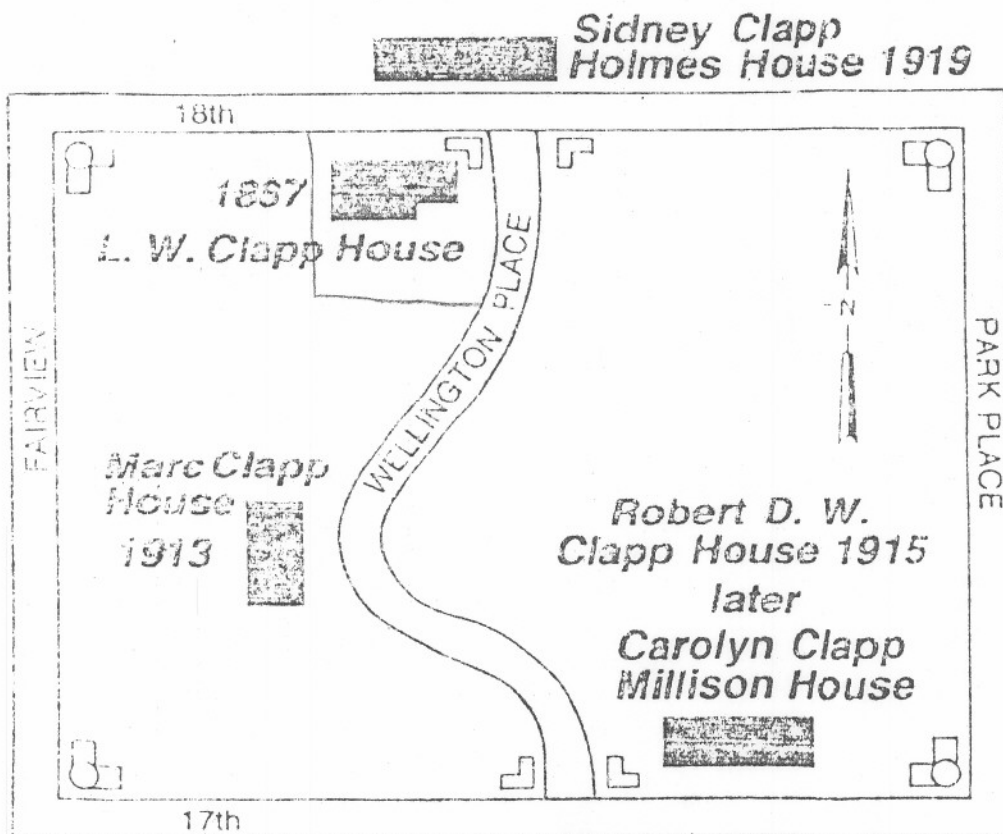 Sidney Clapp
Holmes House 1919
18th
1887
L. W. Clapp House
WELLINGTON PLACE
FAIRVIEW
N
PARK PLACE
Marc Clapp
House
1913
Robert D. W.
Clapp House 1915
later
Carolyn Clapp
Millison House
17th